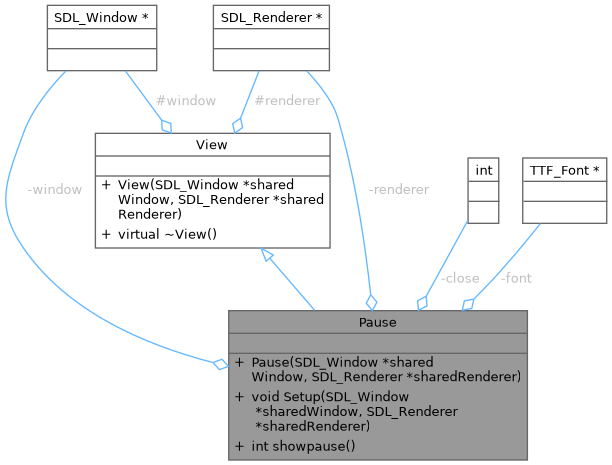 SDL_Window *
SDL_Renderer *
#window
#renderer
View
+ View(SDL_Window *shared
Window, SDL_Renderer *shared
Renderer)
+ virtual ~View()
int
TTF_Font *
-window
-renderer
-close
-font
Pause
+ Pause(SDL_Window *shared
Window, SDL_Renderer *sharedRenderer)
+ void Setup(SDL_Window
*sharedWindow, SDL_Renderer
*sharedRenderer)
+ int showpause()